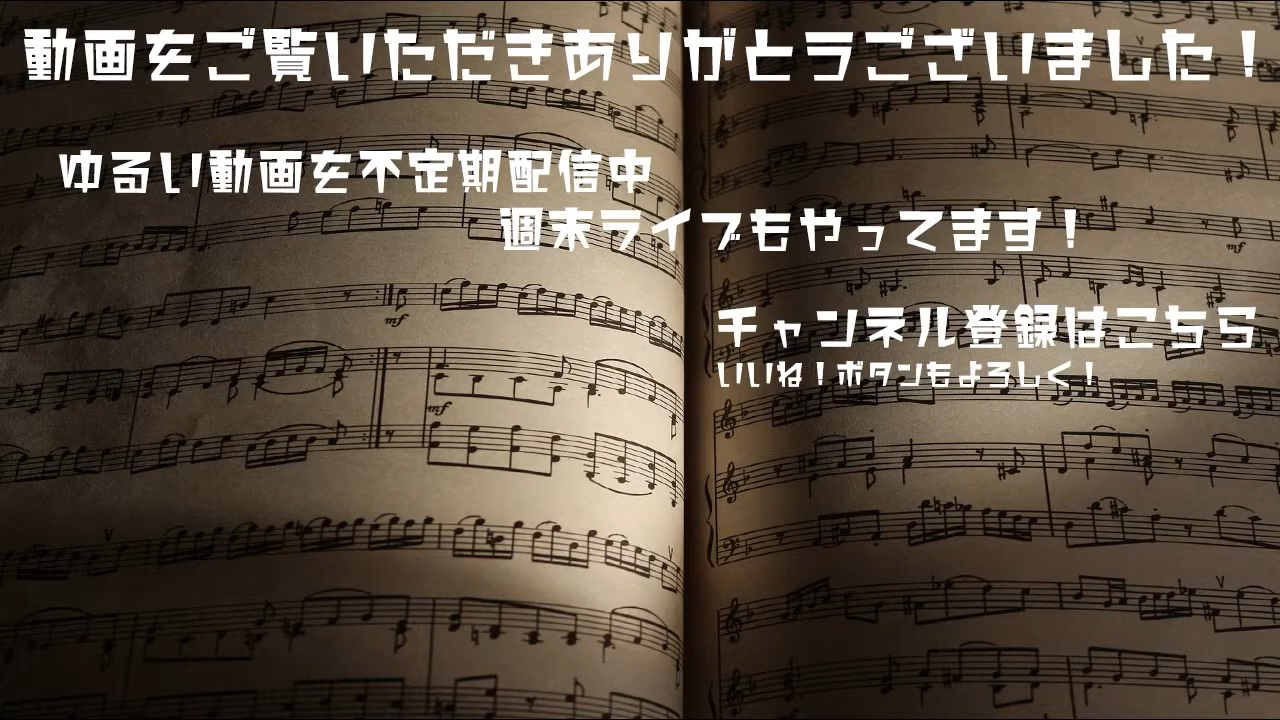 動画をご覧いただきありがとうございました！
ゆるい動画を不定期配信中
週末ライブもやってます！
チャンネル登録はこちら
いいね！ボタンもよろしく！
mf
mf
mf